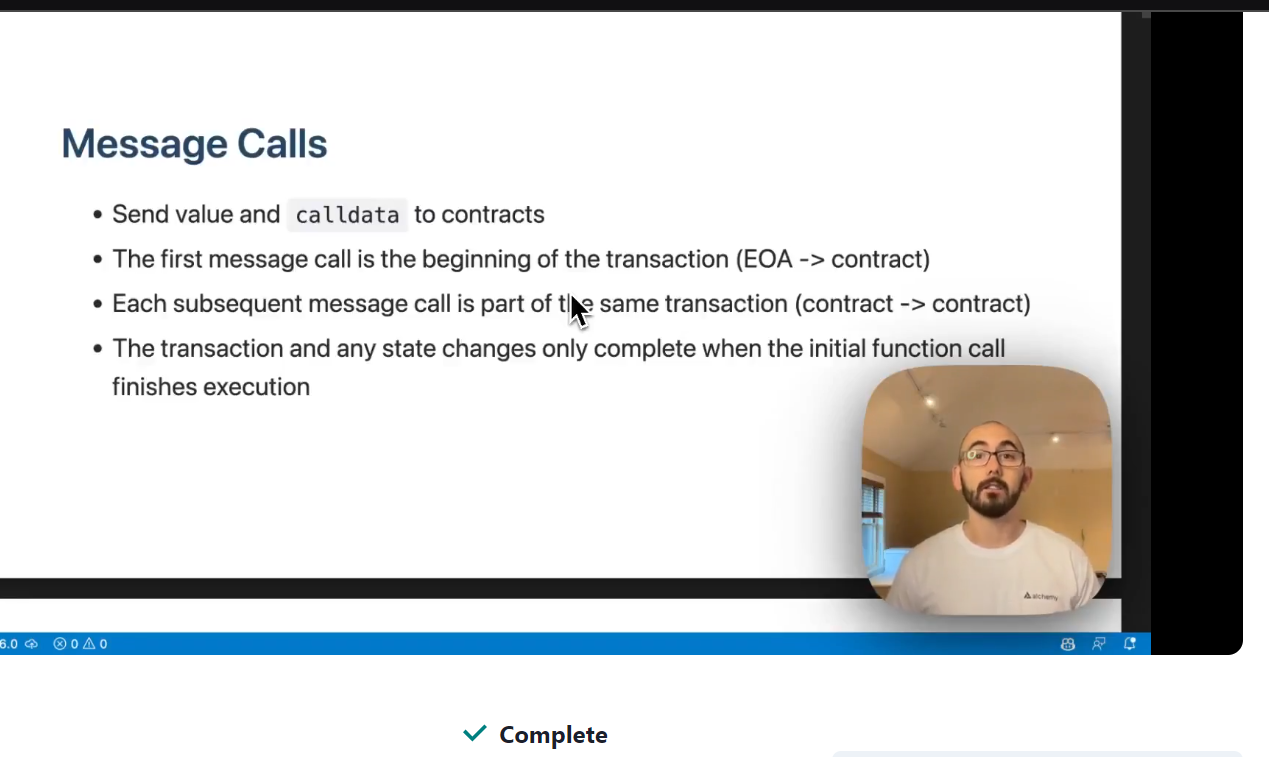 Message Calls
• Send value and calldata to contracts
• The first message call is the beginning of the transaction (EOA -> contract)
• Each subsequent message call is part of the same transaction (contract -> contract)
• The transaction and any state changes only complete when the initial function call
finishes execution
alchemy
6.0 0 0
Complete